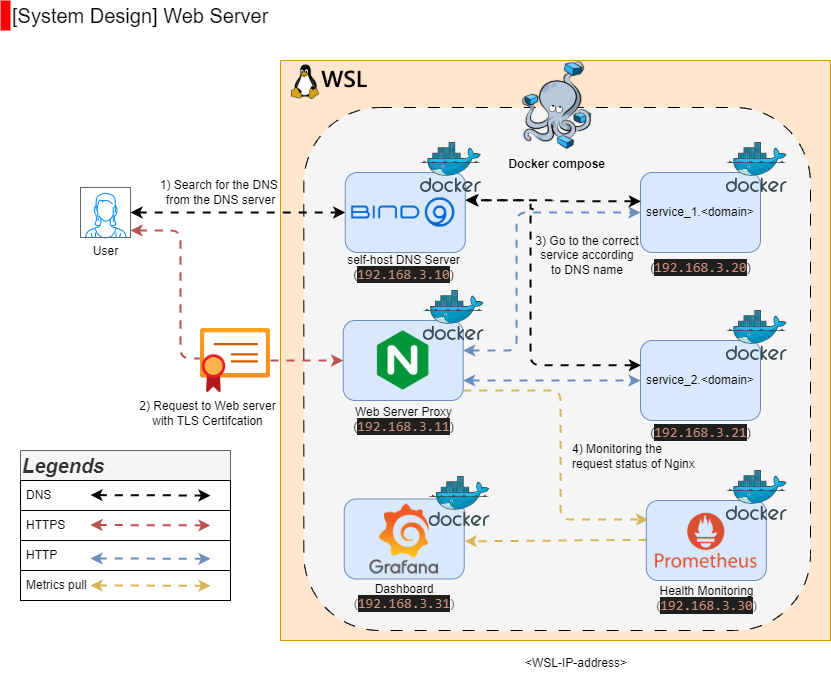 [System Design] Web Server
WSL
Docker compose
docker
docker
1) Search for the DNS
from the DNS server
BIND 9
service_1.<domain>
User
3) Go to the correct
service according
to DNS name
self-host DNS Server
(192.168.3.10)
(192.168.3.20)
docker
docker
N
service_2.<domain>
2) Request to Web server
with TLS Certifcation
Web Server Proxy
(192.168.3.11)
(192.168.3.21)
4) Monitoring the
request status of Nginx
Legends
DNS
HTTPS
HTTP
Metrics pull
docker
docker
Grafana
Prometheus
Dashboard
(192.168.3.31)
Health Monitoring
(192.168.3.30)
<WSL-IP-address>